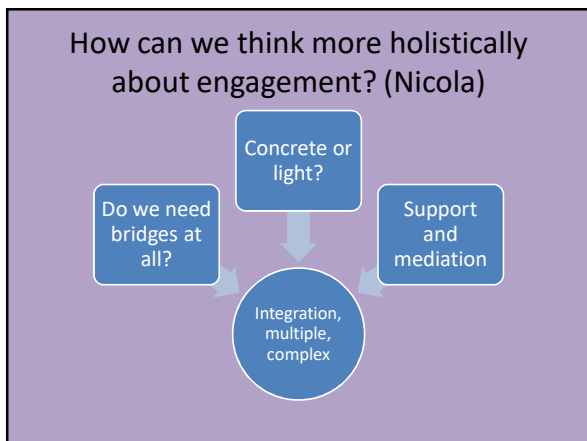 How can we think more holistically
about engagement? (Nicola)
Concrete or
light?
Do we need
bridges at
all?
Support
and
mediation
Integration,
multiple,
complex